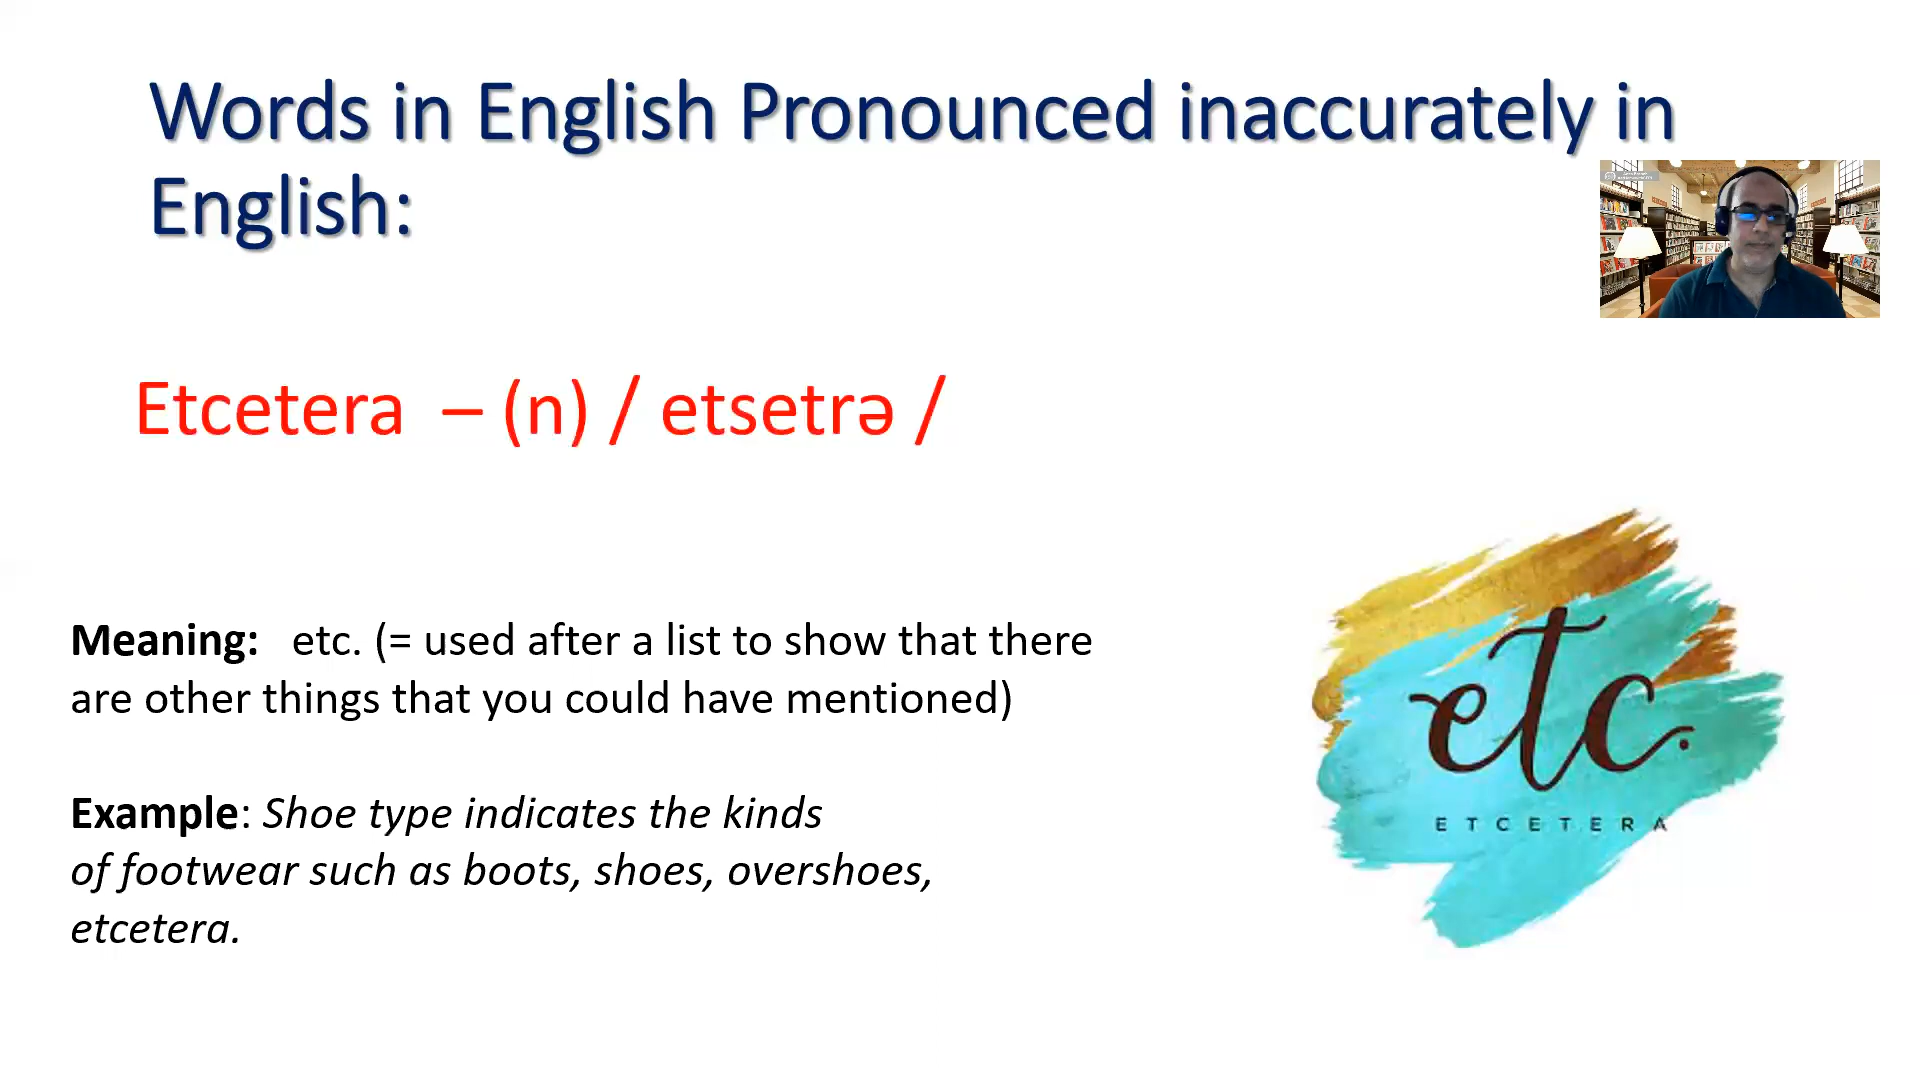 Words in English Pronounced inaccurately in
English:
Etcetera – (n) / etsetrə /
Meaning: etc. (= used after a list to show that there
are other things that you could have mentioned)
Example: Shoe type indicates the kinds
of footwear such as boots, shoes, overshoes,
etcetera.
etc.
ETCETERA